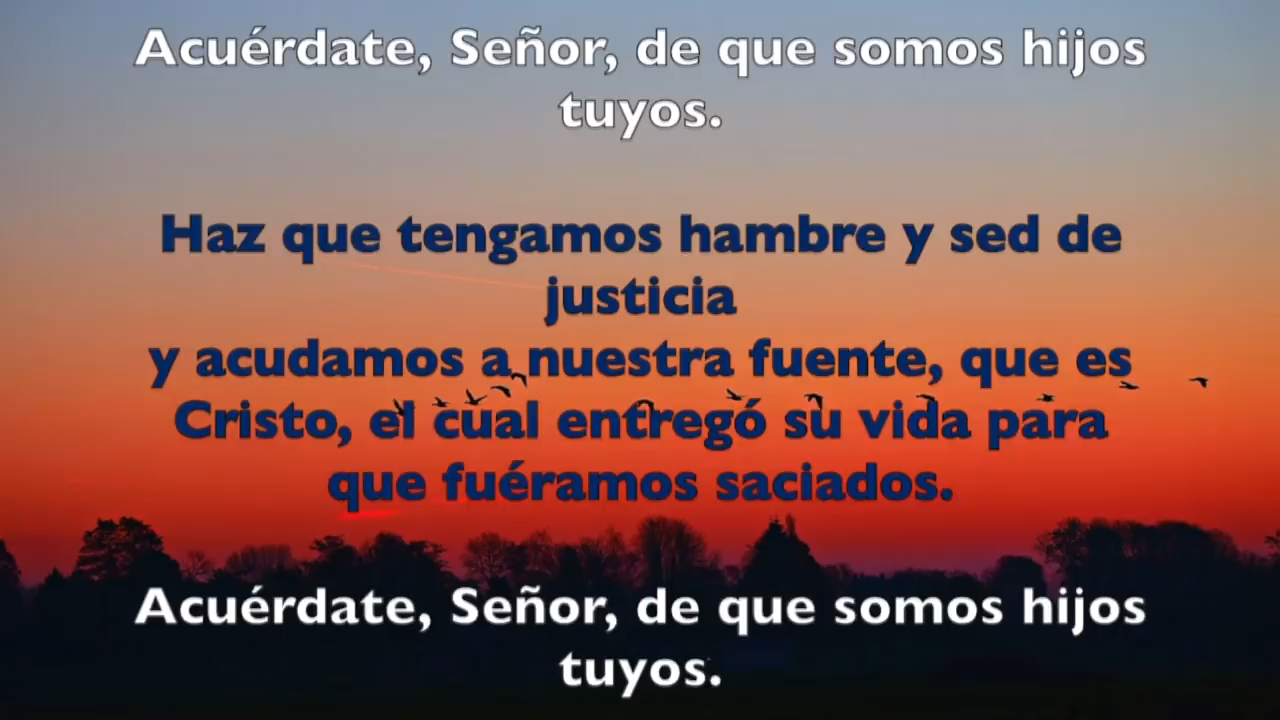 Acuérdate, Señor, de que somos hijos
tuyos.
Haz que tengamos hambre y sed de
justicia
y acudamos a nuestra fuente, que es
Cristo, el cual entregó su vida para
que fuéramos saciados.
Acuérdate, Señor, de que somos hijos
tuyos.